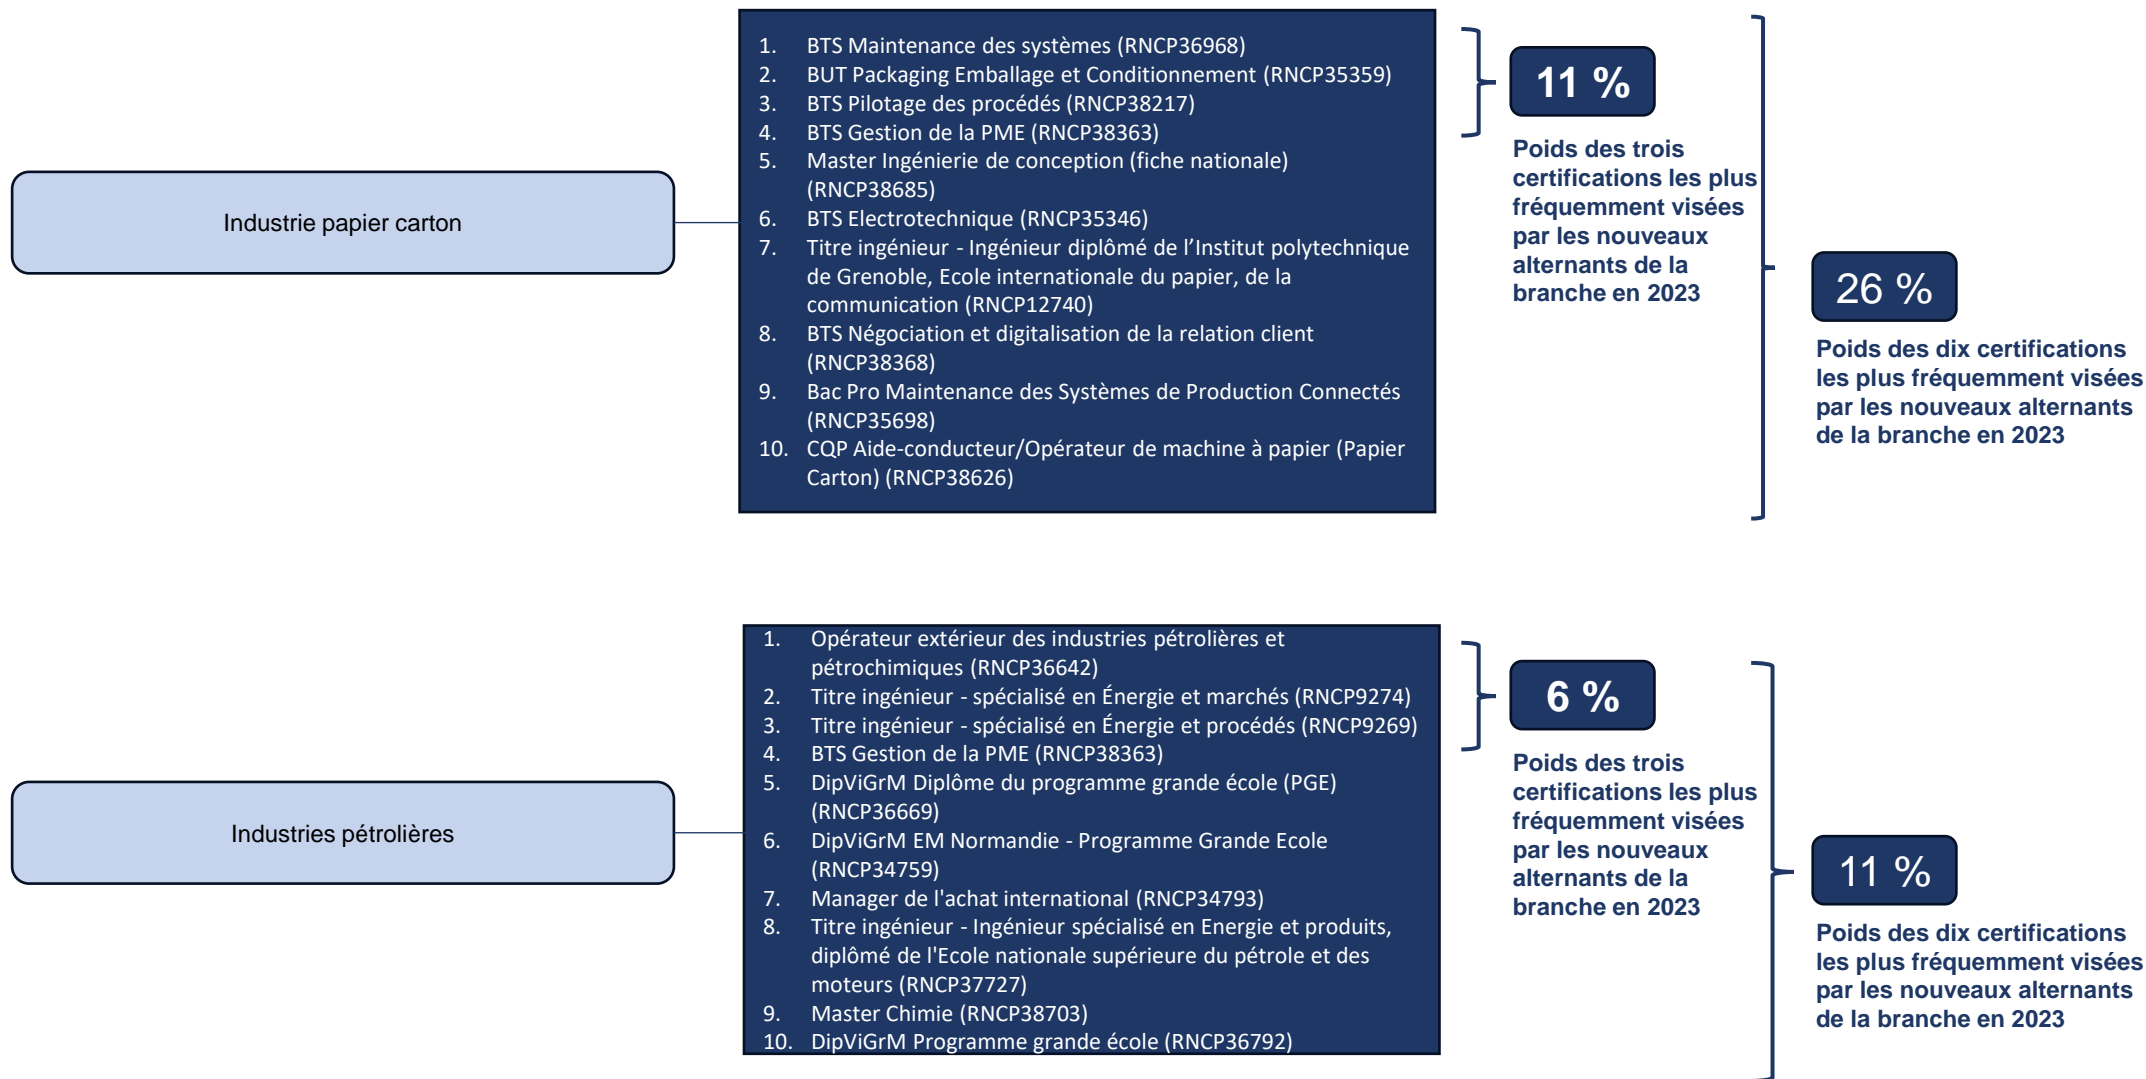 Industrie papier carton
1. BTS Maintenance des systèmes (RNCP36968)
2. BUT Packaging Emballage et Conditionnement (RNCP35359)
3. BTS Pilotage des procédés (RNCP38217)
4. BTS Gestion de la PME (RNCP38363)
5. Master Ingénierie de conception (fiche nationale)
(RNCP38685)
6. BTS Electrotechnique (RNCP35346)
7. Titre ingénieur - Ingénieur diplômé de l’Institut polytechnique
de Grenoble, Ecole internationale du papier, de la
communication (RNCP12740)
8. BTS Négociation et digitalisation de la relation client
(RNCP38368)
9. Bac Pro Maintenance des Systèmes de Production Connectés
(RNCP35698)
10. CQP Aide-conducteur/Opérateur de machine à papier (Papier
Carton) (RNCP38626)
11 %
Poids des trois
certifications les plus
fréquemment visées
par les nouveaux
alternants de la
branche en 2023
26 %
Poids des dix certifications
les plus fréquemment visées
par les nouveaux alternants
de la branche en 2023
Industries pétrolières
1. Opérateur extérieur des industries pétrolières et
pétrochimiques (RNCP36642)
2. Titre ingénieur - spécialisé en Énergie et marchés (RNCP9274)
3. Titre ingénieur - spécialisé en Énergie et procédés (RNCP9269)
4. BTS Gestion de la PME (RNCP38363)
5. DipViGrM Diplôme du programme grande école (PGE)
(RNCP36669)
6. DipViGrM EM Normandie - Programme Grande Ecole
(RNCP34759)
7. Manager de l'achat international (RNCP34793)
8. Titre ingénieur - Ingénieur spécialisé en Energie et produits,
diplômé de l'Ecole nationale supérieure du pétrole et des
moteurs (RNCP37727)
9. Master Chimie (RNCP38703)
10. DipViGrM Programme grande école (RNCP36792)
6 %
Poids des trois
certifications les plus
fréquemment visées
par les nouveaux
alternants de la
branche en 2023
11 %
Poids des dix certifications
les plus fréquemment visées
par les nouveaux alternants
de la branche en 2023